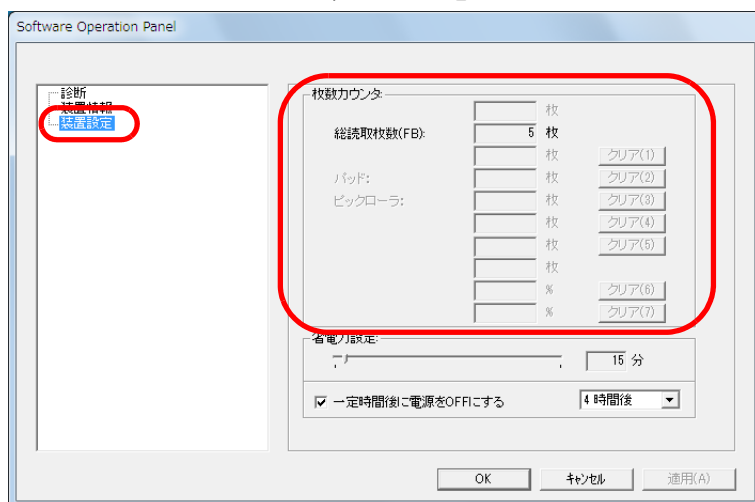 Software Operation Panel
診断
装置情報
装置設定
枚数カウンタ:
枚
総読取枚数(FB): 5 枚
枚 クリア(1)
パッド: 枚 クリア(2)
ピックローラ: 枚 クリア(3)
枚 クリア(4)
枚 クリア(5)
枚
% クリア(6)
% クリア(7)
省電力設定:
15 分
一定時間後に電源をOFFにする 4 時間後
OK キャンセル 適用(A)